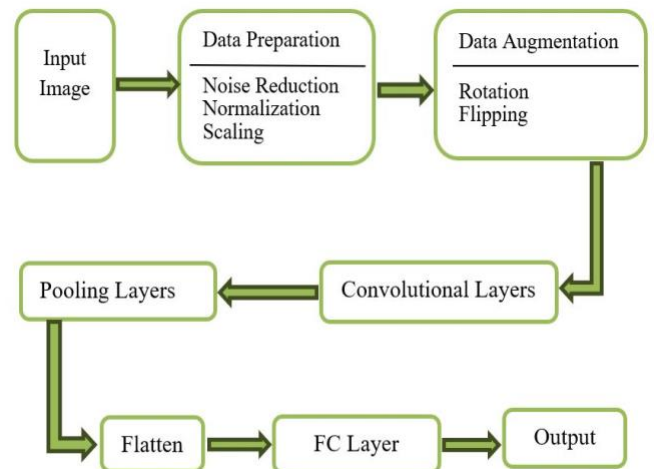 Input
Image
Data Preparation
Noise Reduction
Normalization
Scaling
Data Augmentation
Rotation
Flipping
Convolutional Layers
Pooling Layers
Flatten
FC Layer
Output